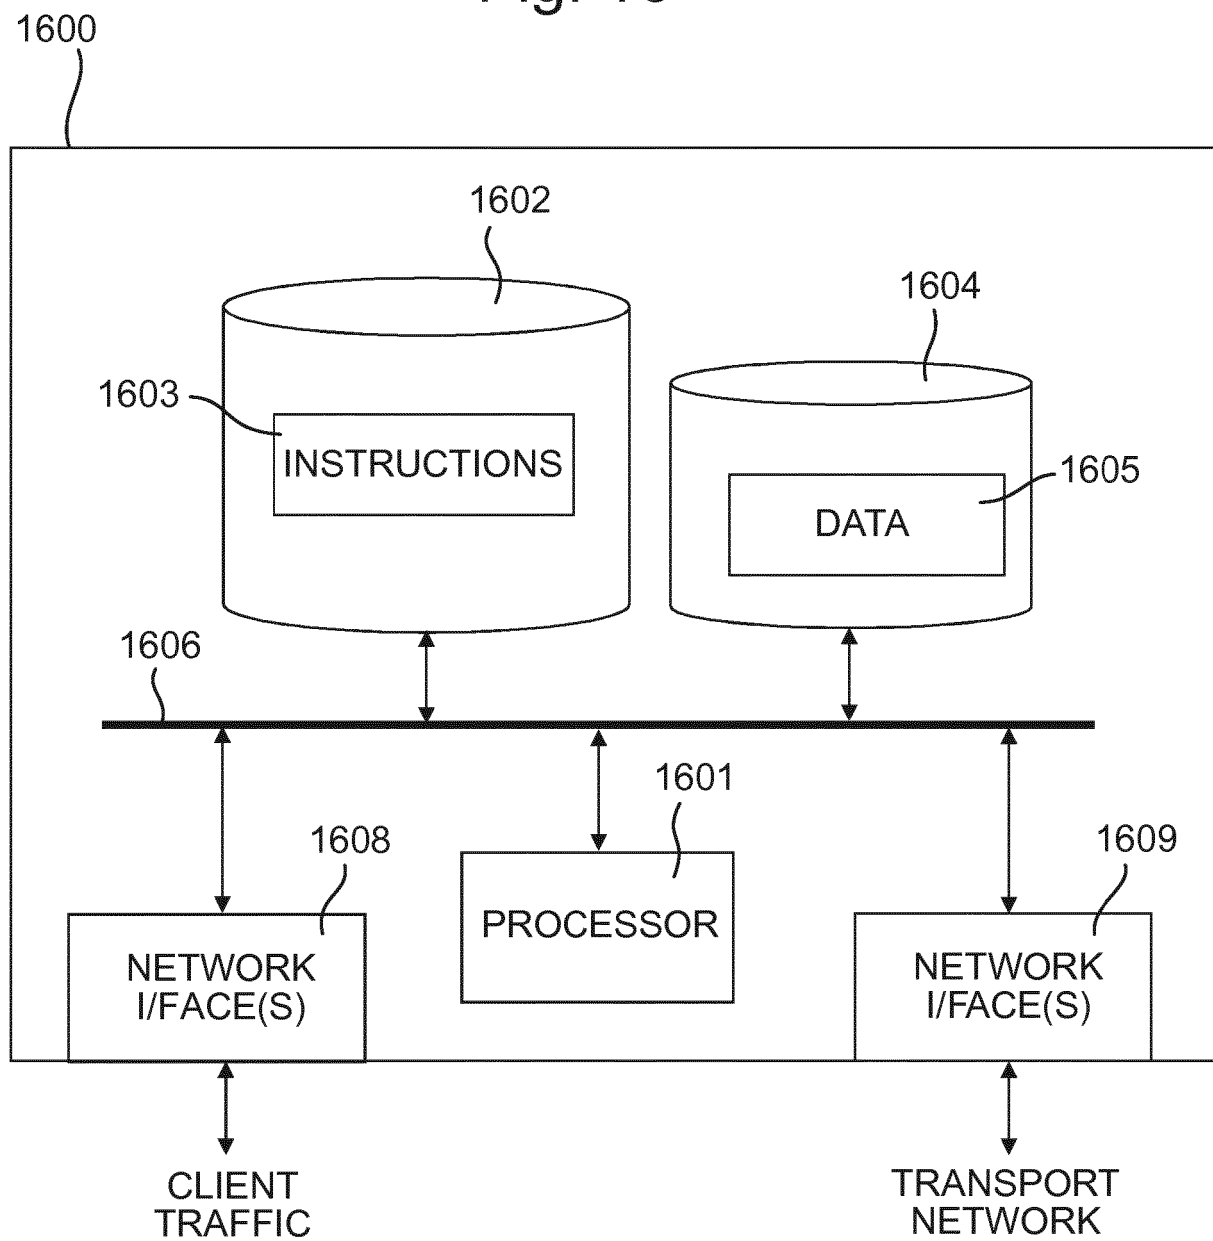 1600
1602
1604
1603
INSTRUCTIONS
1605
DATA
1606
1601
1608
1609
PROCESSOR
NETWORK
I/FACE(S)
NETWORK
I/FACE(S)
CLIENT
TRAFFIC
TRANSPORT
NETWORK